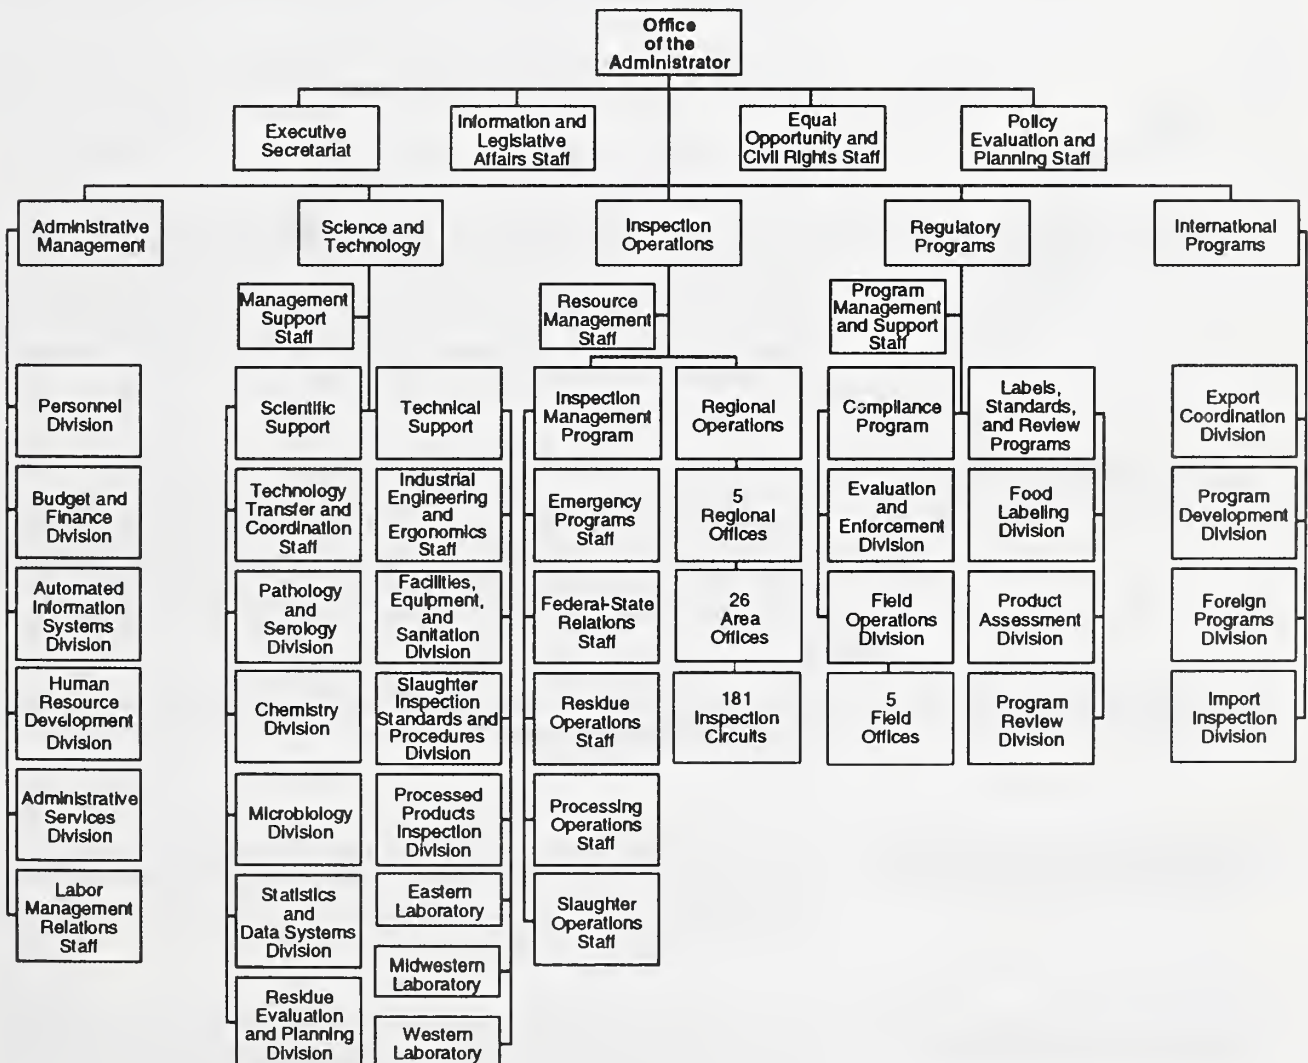 Office
of the
Administrator
Executive
Secretariat
Information and
Legislative
Affairs Staff
Equal
Opportunity and
Civil Rights Staff
Policy
Evaluation and
Planning Staff
Administrative
Management
Science and
Technology
Inspection
Operations
Regulatory
Programs
International
Programs
Management
Support
Staff
Resource
Management
Staff
Program
Management
and Support
Staff
Personnel
Division
Budget and
Finance
Division
Automated
Information
Systems
Division
Human
Resource
Development
Division
Administrative
Services
Division
Labor
Management
Relations
Staff
Scientific
Support
Technology
Transfer and
Coordination
Staff
Pathology
and
Serology
Division
Chemistry
Division
Microbiology
Division
Statistics
and
Data Systems
Division
Residue
Evaluation
and Planning
Division
Technical
Support
Industrial
Engineering
and
Ergonomics
Staff
Facilities,
Equipment,
and
Sanitation
Division
Slaughter
Inspection
Standards and
Procedures
Division
Processed
Products
Inspection
Division
Eastern
Laboratory
Midwestern
Laboratory
Western
Laboratory
Inspection
Management
Program
Emergency
Programs
Staff
Federal-State
Relations
Staff
Residue
Operations
Staff
Processing
Operations
Staff
Slaughter
Operations
Staff
Regional
Operations
5
Regional
Offices
26
Area
Offices
181
Inspection
Circuits
Compliance
Program
Evaluation
and
Enforcement
Division
Field
Operations
Division
5
Field
Offices
Labels,
Standards,
and Review
Programs
Food
Labeling
Division
Product
Assessment
Division
Program
Review
Division
Export
Coordination
Division
Program
Development
Division
Foreign
Programs
Division
Import
Inspection
Division